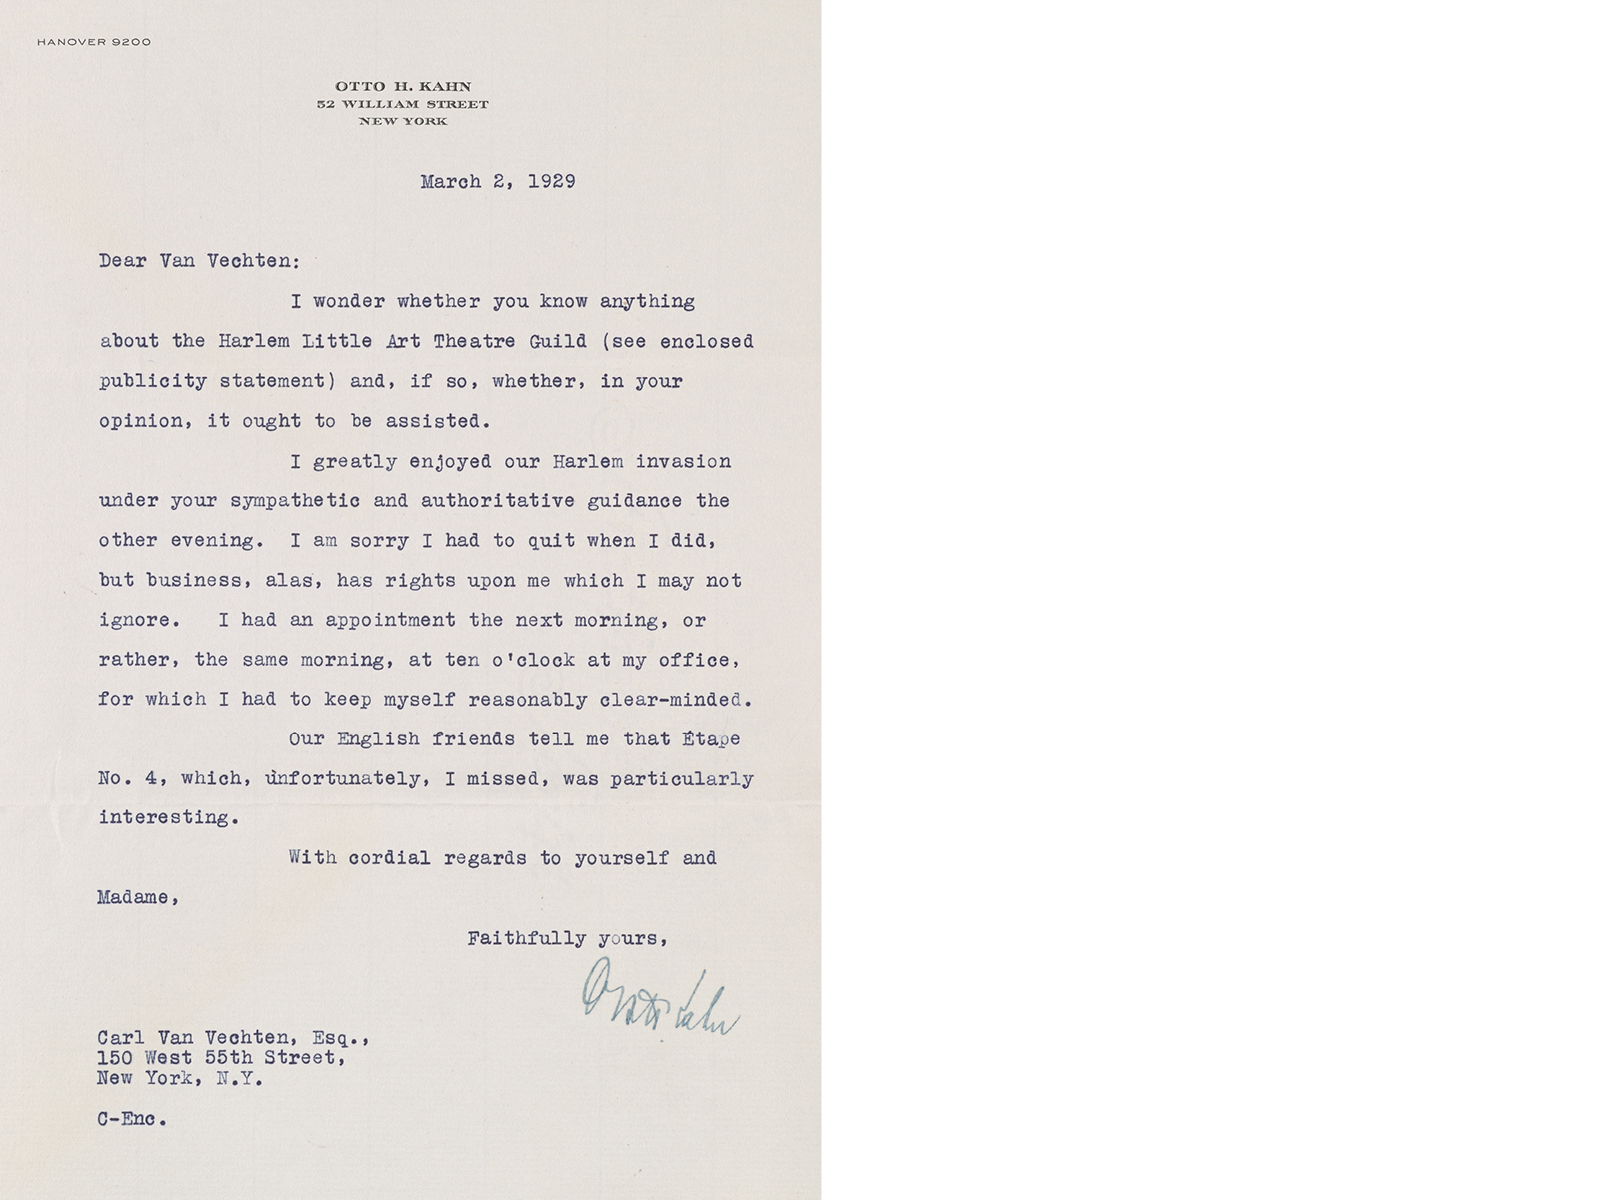 HANOVER 9200
OTTO H. KAHN
52 WILLIAM STREET
NEW YORK
March 2, 1929
Dear Van Vechten:
I wonder whether you know anything
about the Harlem Little Art Theatre Guild (see enclosed
publicity statement) and, if so, whether, in your
opinion, it ought to be assisted.
I greatly enjoyed our Harlem invasion
under your sympathetic and authoritative guidance the
other evening. I am sorry I had to quit when I did,
but business, alas, has rights upon me which I may not
ignore. I had an appointment the next morning, or
rather, the same morning, at ten o'clock at my office,
for which I had to keep myself reasonably clear-minded.
Our English friends tell me that Étape
No. 4, which, unfortunately, I missed, was particularly
interesting.
With cordial regards to yourself and
Madame,
Faithfully yours,
Otto Kahn
Carl Van Vechten, Esq.,
150 West 55th Street,
New York, N.Y.
C-Enc.